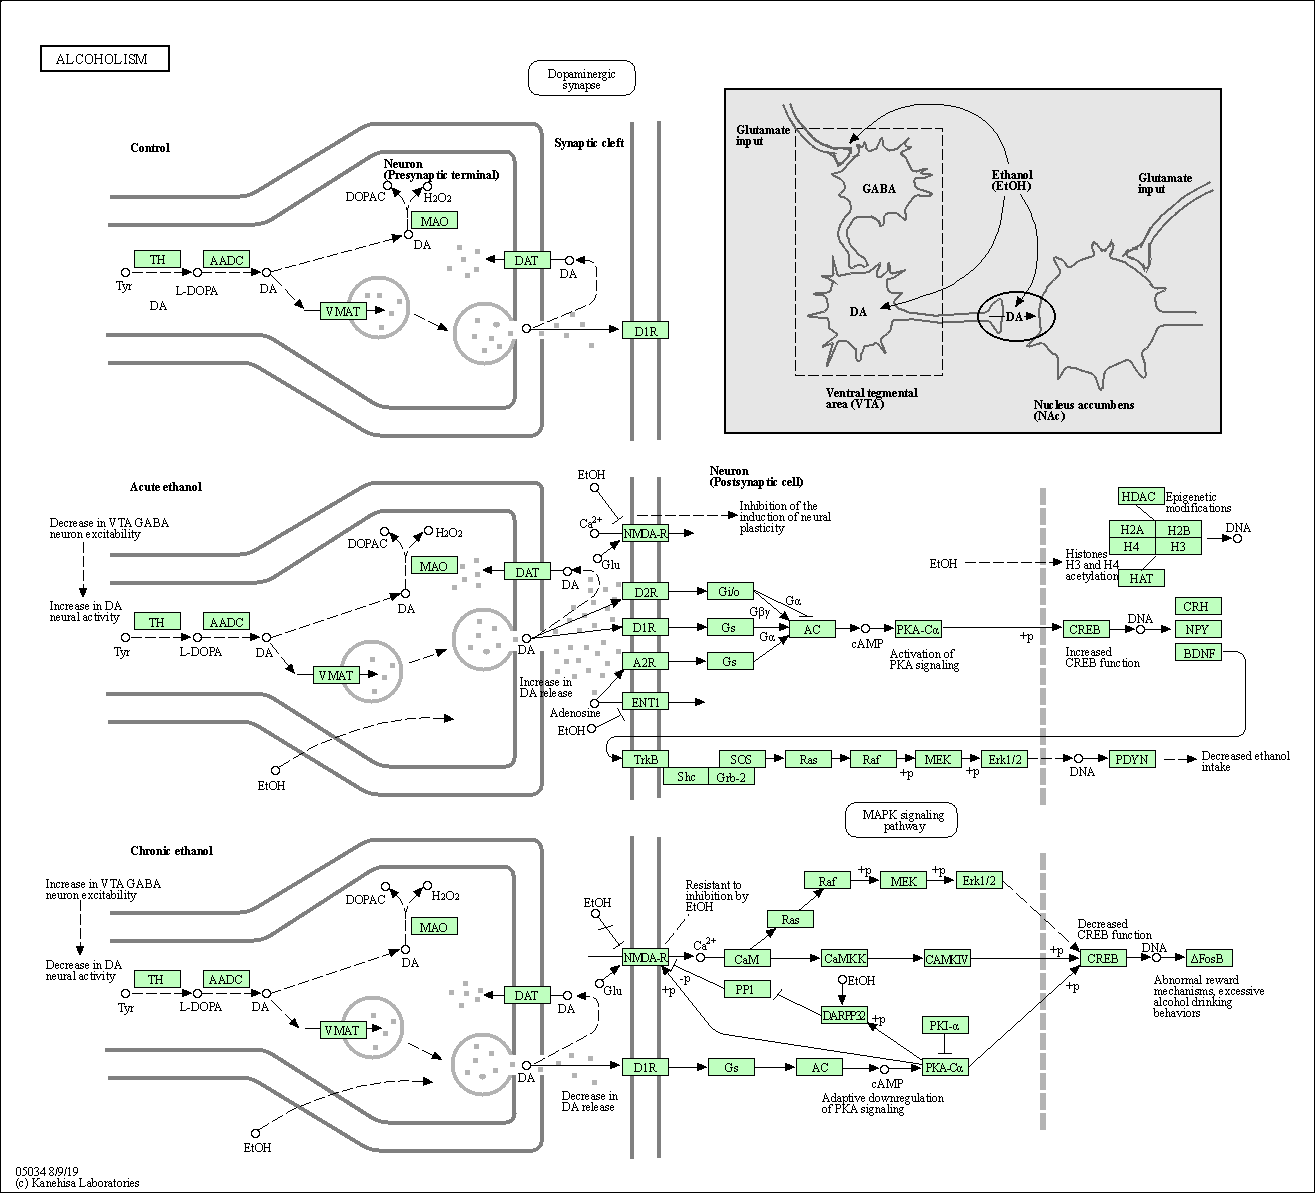 ALCOHOLISM
Dopaminergic
synapse
Control
Neuron
(Presynaptic terminal)
Synaptic cleft
DOPAC
H2O2
MAO
DA
TH
AADC
Tyr
L-DOPA
DA
DA
VMAT
DAT
DA
D1R
Glutamate
input
GABA
Ethanol
(EtOH)
Glutamate
input
DA
DA
Ventral tegmental
area (VTA)
Nucleus accumbens
(NAc)
Acute ethanol
Decrease in VTA GABA
neuron excitability
Increase in DA
neural activity
DOPAC
H2O2
MAO
DA
TH
AADC
Tyr
L-DOPA
DA
VMAT
DAT
DA
DA
Increase in
DA release
EtOH
EtOH
Ca2+
Glu
NMDA-R
Neuron
(Postsynaptic cell)
Inhibition of the
induction of neural
plasticity
D2R
Gi/o
Gα
Gβγ
D1R
Gs
Gα
A2R
Gs
AC
cAMP
PKA-Cα
Activation of
PKA signaling
+p
Adenosine
ENT1
EtOH
EtOH
HDAC
Epigenetic
modifications
H2A
H2B
H4
H3
HAT
DNA
Histones
H3 and H4
acetylation
CREB
Increased
CREB function
DNA
CRH
NPY
BDNF
TrkB
Shc
Grb-2
SOS
Ras
Raf
+p
MEK
+p
Erk1/2
DNA
PDYN
Decreased ethanol
intake
MAPK signaling
pathway
Chronic ethanol
Increase in VTA GABA
neuron excitability
Decrease in DA
neural activity
DOPAC
H2O2
MAO
DA
TH
AADC
Tyr
L-DOPA
DA
VMAT
DAT
DA
DA
Decrease in
DA release
EtOH
EtOH
Glu
NMDA-R
Resistant to
inhibition by
EtOH
Ca2+
-p
+p
CaM
Ras
Raf
+p
MEK
+p
Erk1/2
CaMKK
CAMKIV
+p
PP1
EtOH
DARPP32
+p
PKI-α
D1R
Gs
AC
cAMP
PKA-Cα
+p
Adaptive downregulation
of PKA signaling
Decreased
CREB function
CREB
DNA
ΔFosB
Abnormal reward
mechanisms, excessive
alcohol drinking
behaviors
05034 8/9/19
(c) Kanehisa Laboratories